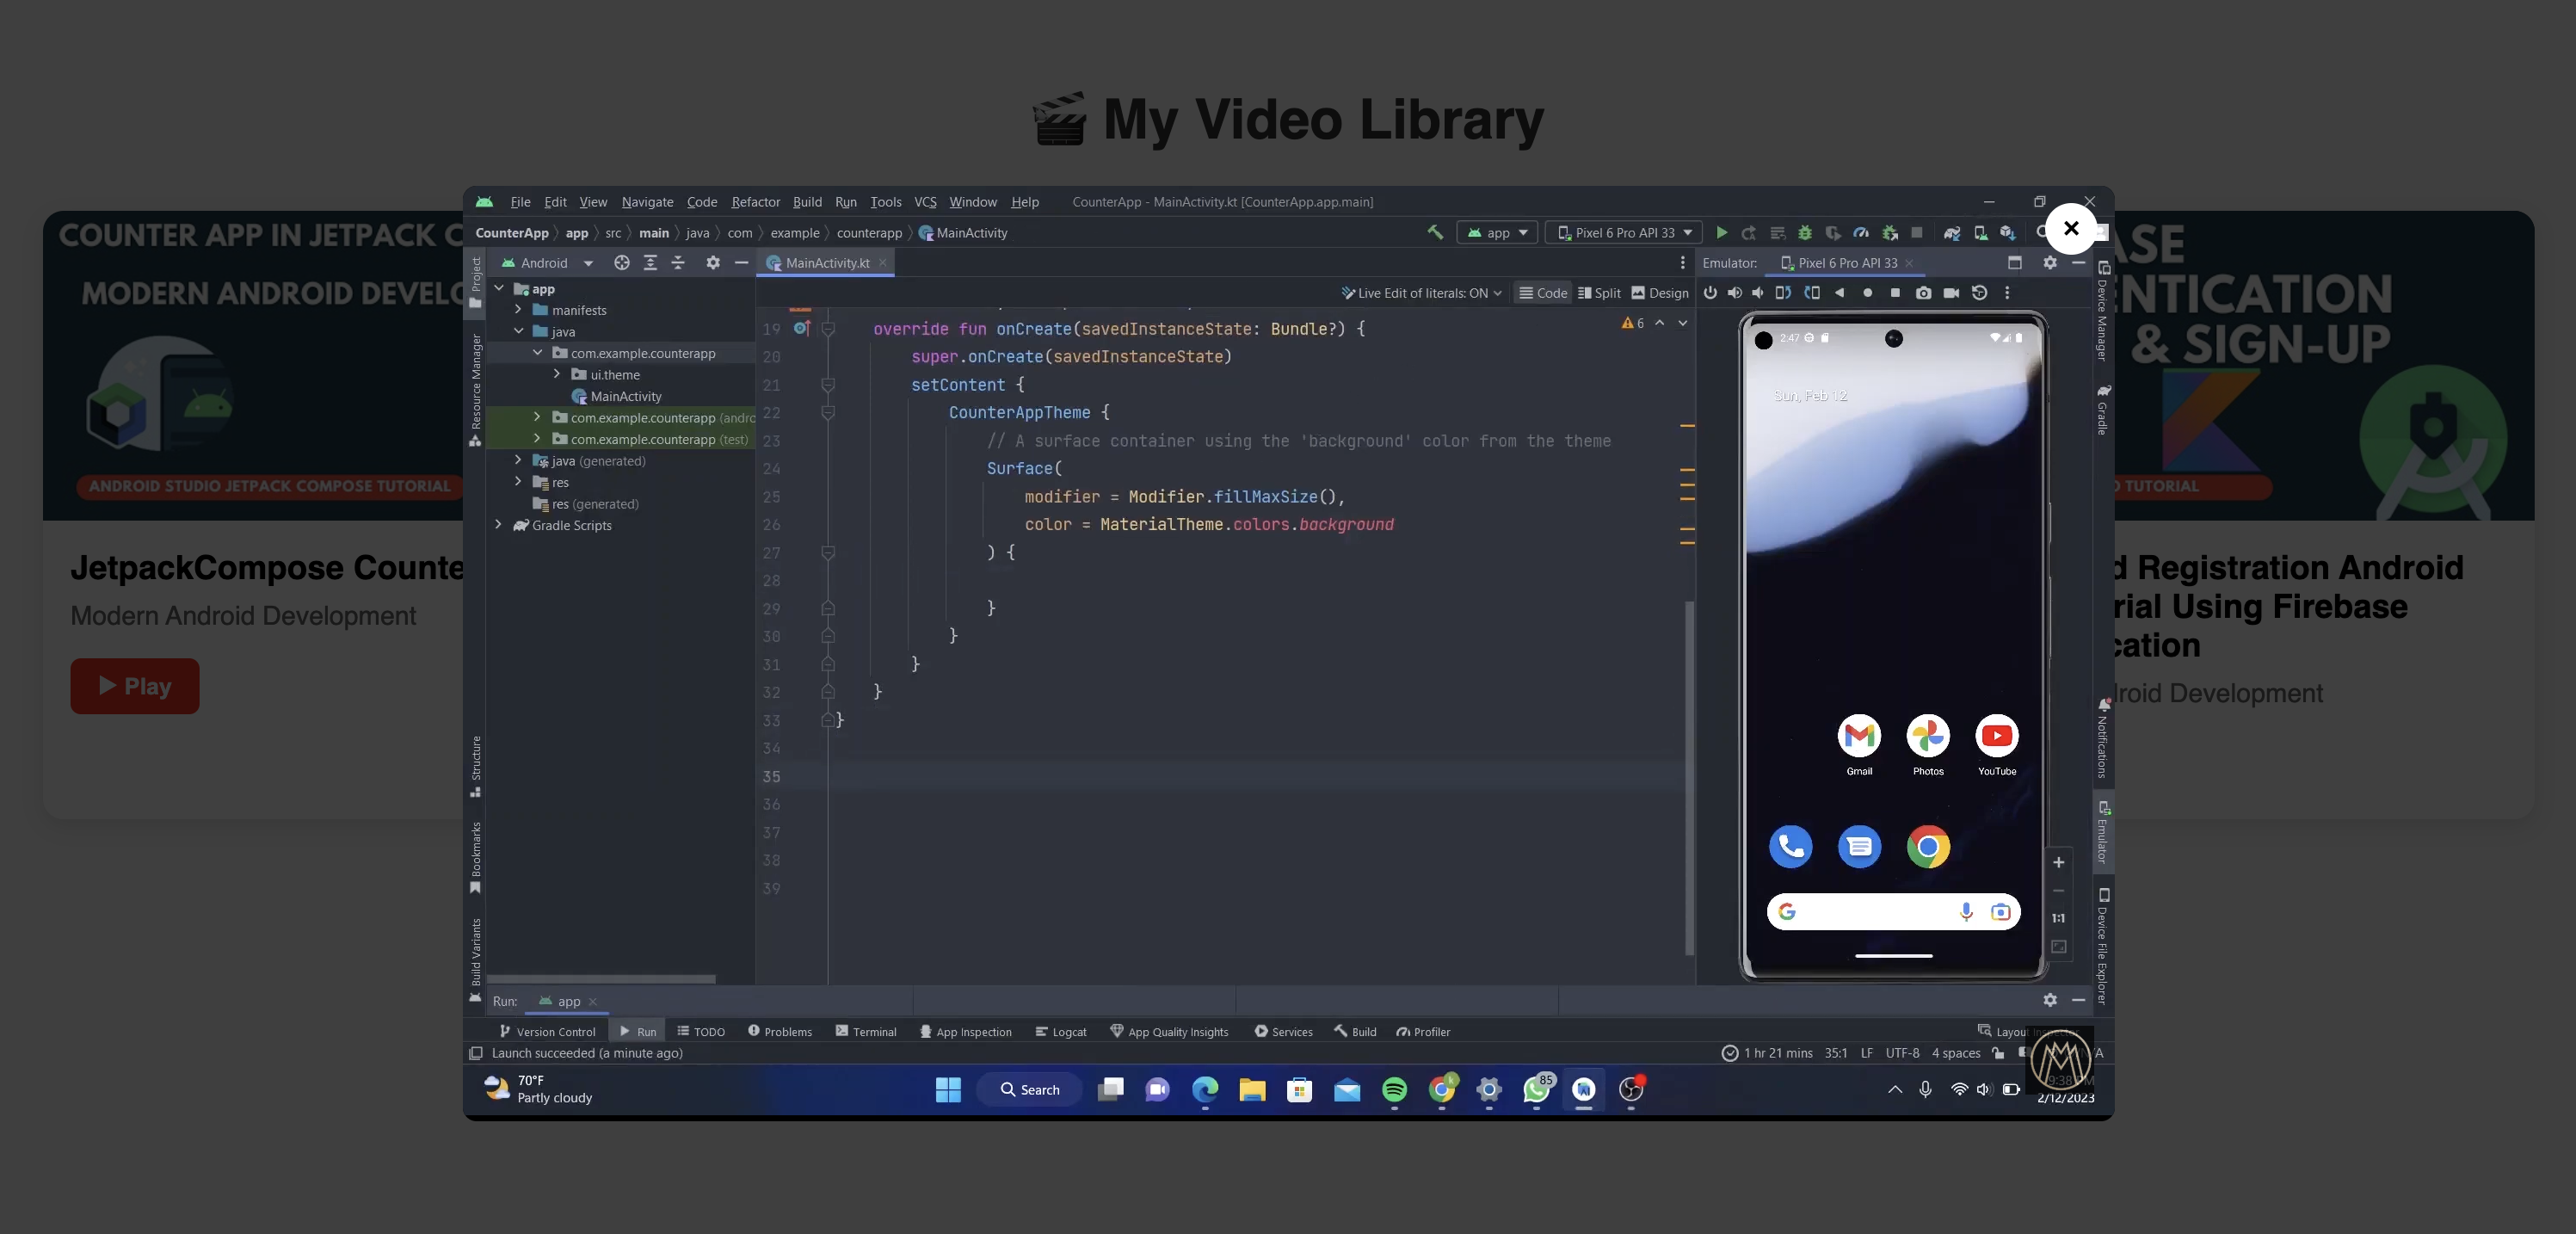 🎬 My Video Library
COUNTER APP IN JETPACK C
MODERN ANDROID DEVELO
ANDROID STUDIO JETPACK COMPOSE TUTORIAL
JetpackCompose Counte
Modern Android Development
▶ Play
File Edit View Navigate Code Refactor Build Run Tools VCS Window Help CounterApp - MainActivity.kt [CounterApp.app.main]
CounterApp app src main java com example counterapp MainActivity app Pixel 6 Pro API 33
Android MainActivity.kt Emulator: Pixel 6 Pro API 33
Live Edit of literals: ON Code Split Design
Project
Resource Manager
Structure
Bookmarks
Build Variants
app
manifests
java
com.example.counterapp
ui.theme
MainActivity
com.example.counterapp (andro
com.example.counterapp (test)
java (generated)
res
res (generated)
Gradle Scripts
19 override fun onCreate(savedInstanceState: Bundle?) {
20 super.onCreate(savedInstanceState)
21 setContent {
22 CounterAppTheme {
23 // A surface container using the 'background' color from the theme
24 Surface(
25 modifier = Modifier.fillMaxSize(),
26 color = MaterialTheme.colors.background
27 ) {
28
29 }
30 }
31 }
32 }
33 }
34
35
36
37
38
39
6
2:47
Sun, Feb 12
Gmail Photos YouTube
1:1
Device Manager
Gradle
Notifications
Emulator
Device File Explorer
Run: app
Version Control Run TODO Problems Terminal App Inspection Logcat App Quality Insights Services Build Profiler
Launch succeeded (a minute ago) 1 hr 21 mins 35:1 LF UTF-8 4 spaces
70°F
Partly cloudy
Search
85
9:38 PM
2/12/2023
ASE
NTICATION
& SIGN-UP
TUTORIAL
d Registration Android
rial Using Firebase
cation
roid Development